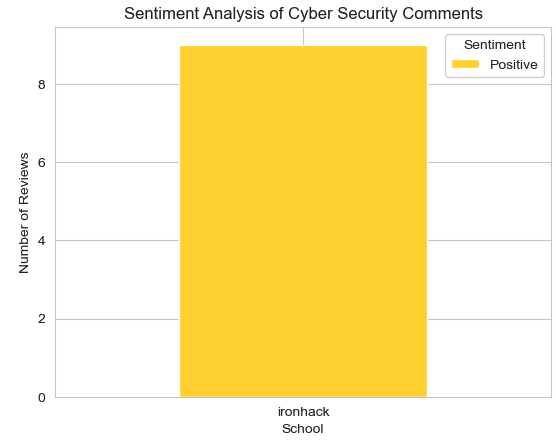 Sentiment Analysis of Cyber Security Comments
Sentiment
Positive
Number of Reviews
8
6
4
2
0
ironhack
School